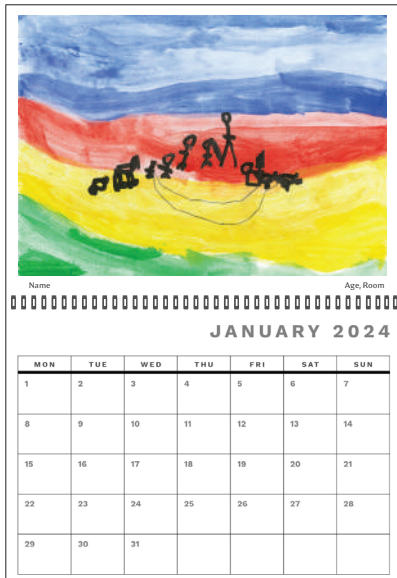 Name Age, Room
JANUARY 2024
MON TUE WED THU FRI SAT SUN
1 2 3 4 5 6 7
8 9 10 11 12 13 14
15 16 17 18 19 20 21
22 23 24 25 26 27 28
29 30 31